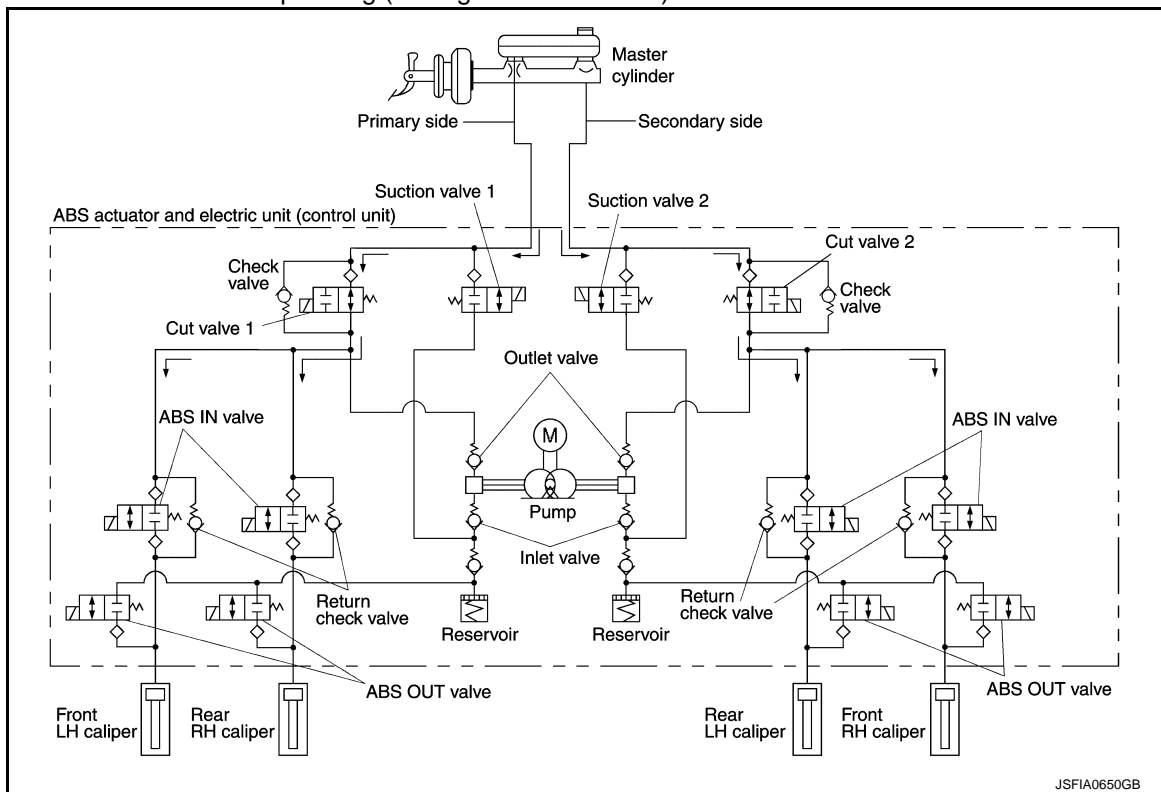 Master
cylinder
Primary side
Secondary side
Suction valve 1
Suction valve 2
ABS actuator and electric unit (control unit)
Cut valve 2
Check
valve
Check
valve
Cut valve 1
Outlet valve
ABS IN valve
ABS IN valve
M
Pump
Inlet valve
Return
check valve
Return
check valve
Reservoir
Reservoir
ABS OUT valve
ABS OUT valve
Front
LH caliper
Rear
RH caliper
Rear
LH caliper
Front
RH caliper
JSFIA0650GB